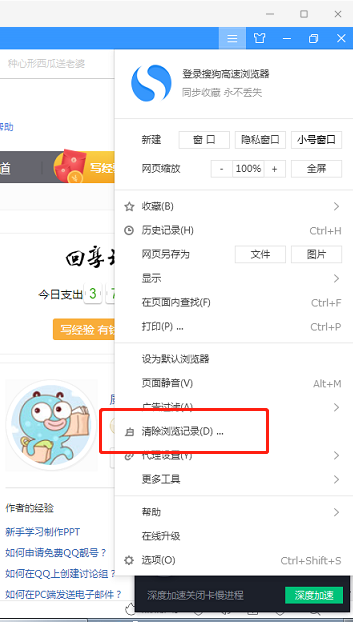 种心形西瓜送老婆
登录搜狗高速浏览器
同步收藏 永不丢失
帮助
新建 窗口 隐私窗口 小号窗口
道 写经
网页缩放 - 100% + 全屏
收藏(B)
历史记录(H) Ctrl+H
回享
网页另存为 文件 图片
显示
今日支出 3
在页面内查找(F) Ctrl+F
写经验 有
打印(P) ... Ctrl+P
设为默认浏览器
页面静音(V) Alt+M
广告过滤(A)
清除浏览记录(D) ...
代理设置(Y)
更多工具
作者的经验
帮助
新手学习制作PPT
在线升级
如何申请免费QQ靓号？
选项(O) Ctrl+Shift+S
如何在QQ上创建讨论组？
如何在PC端发送电子邮件？
深度加速关闭卡慢进程 深度加速